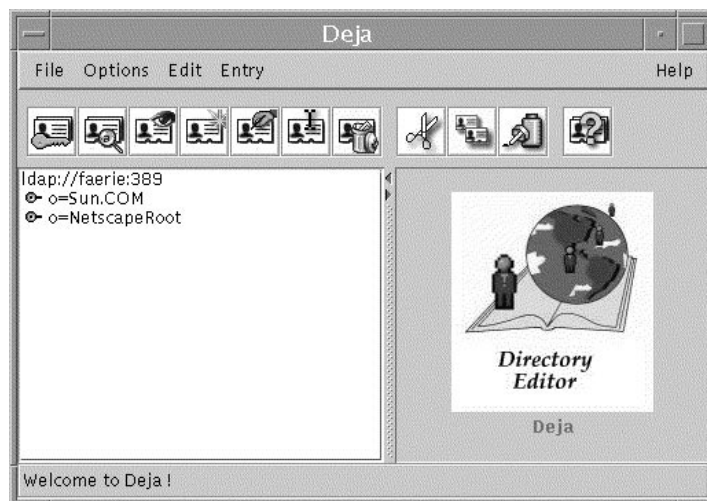 Deja
File Options Edit Entry Help
ldap://faerie:389
o=Sun.COM
o=NetscapeRoot
Directory
Editor
Deja
Welcome to Deja !